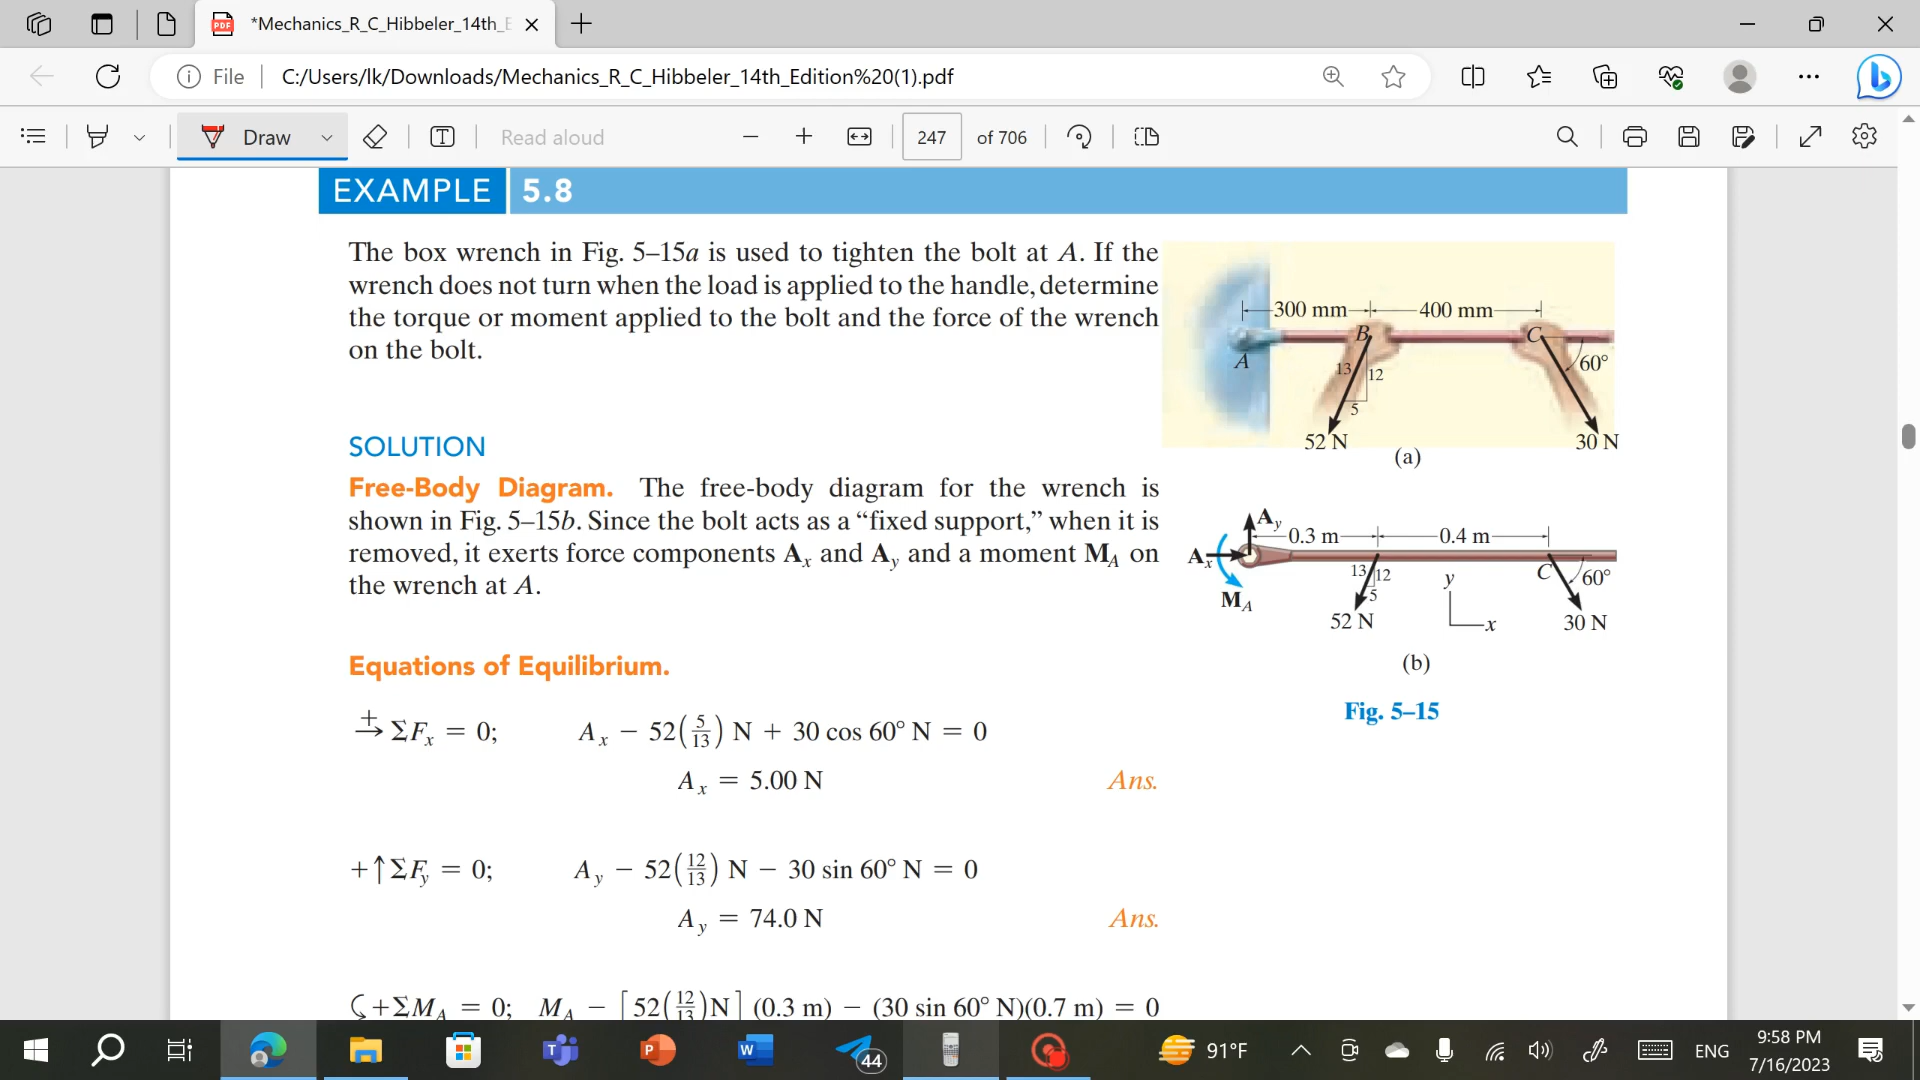 *Mechanics_R_C_Hibbeler_14th_E
File
C:/Users/lk/Downloads/Mechanics_R_C_Hibbeler_14th_Edition%20(1).pdf
Draw
Read aloud
247 of 706
EXAMPLE 5.8
The box wrench in Fig. 5–15a is used to tighten the bolt at A. If the
wrench does not turn when the load is applied to the handle, determine
the torque or moment applied to the bolt and the force of the wrench
on the bolt.
300 mm 400 mm
B C
A
13 12
5
60°
52 N 30 N
(a)
SOLUTION
Free-Body Diagram. The free-body diagram for the wrench is
shown in Fig. 5–15b. Since the bolt acts as a “fixed support,” when it is
removed, it exerts force components Ax and Ay and a moment MA on
the wrench at A.
Ay
0.3 m 0.4 m
Ax
13 12
5
y
C
60°
MA
52 N x 30 N
(b)
Fig. 5–15
Equations of Equilibrium.
+→ ΣFx = 0; Ax − 52(5/13) N + 30 cos 60° N = 0
Ax = 5.00 N Ans.
+↑ΣFy = 0; Ay − 52(12/13) N − 30 sin 60° N = 0
Ay = 74.0 N Ans.
⤹+ΣMA = 0; MA − [52(12/13)N] (0.3 m) − (30 sin 60° N)(0.7 m) = 0
44
91°F
ENG
9:58 PM
7/16/2023